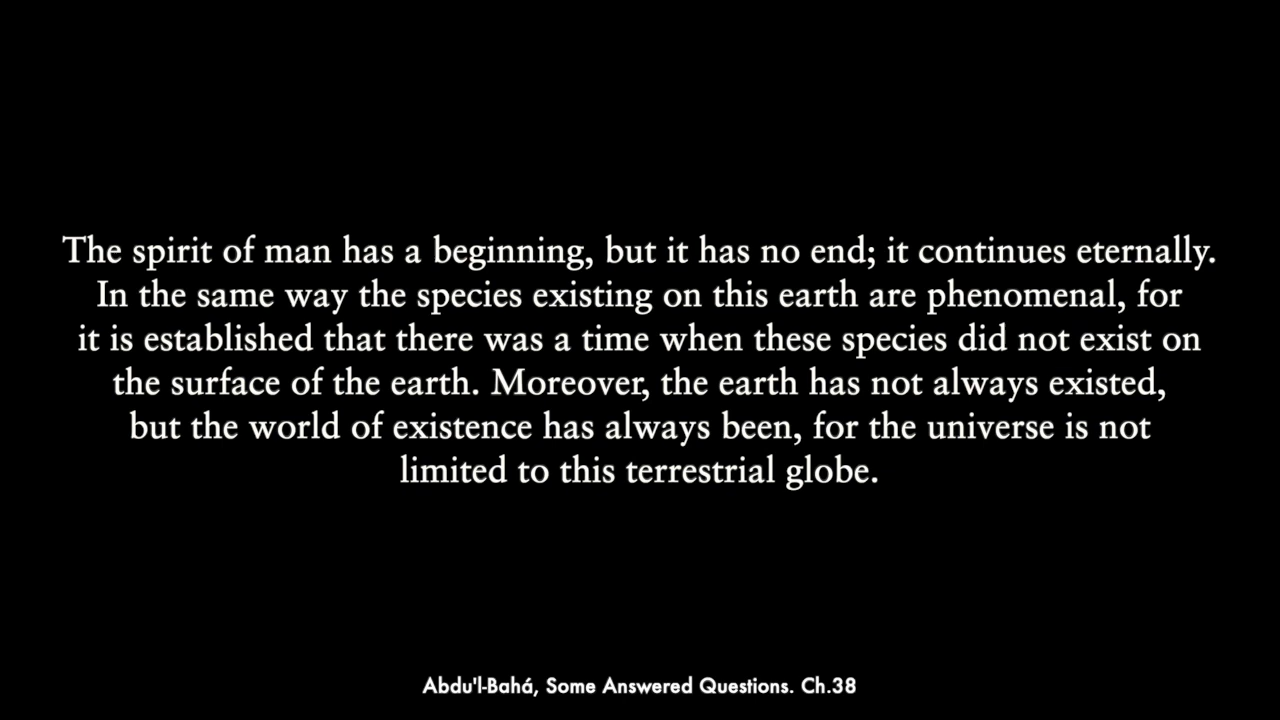 The spirit of man has a beginning, but it has no end; it continues eternally.
In the same way the species existing on this earth are phenomenal, for
it is established that there was a time when these species did not exist on
the surface of the earth. Moreover, the earth has not always existed,
but the world of existence has always been, for the universe is not
limited to this terrestrial globe.
Abdu'l-Bahá, Some Answered Questions. Ch.38